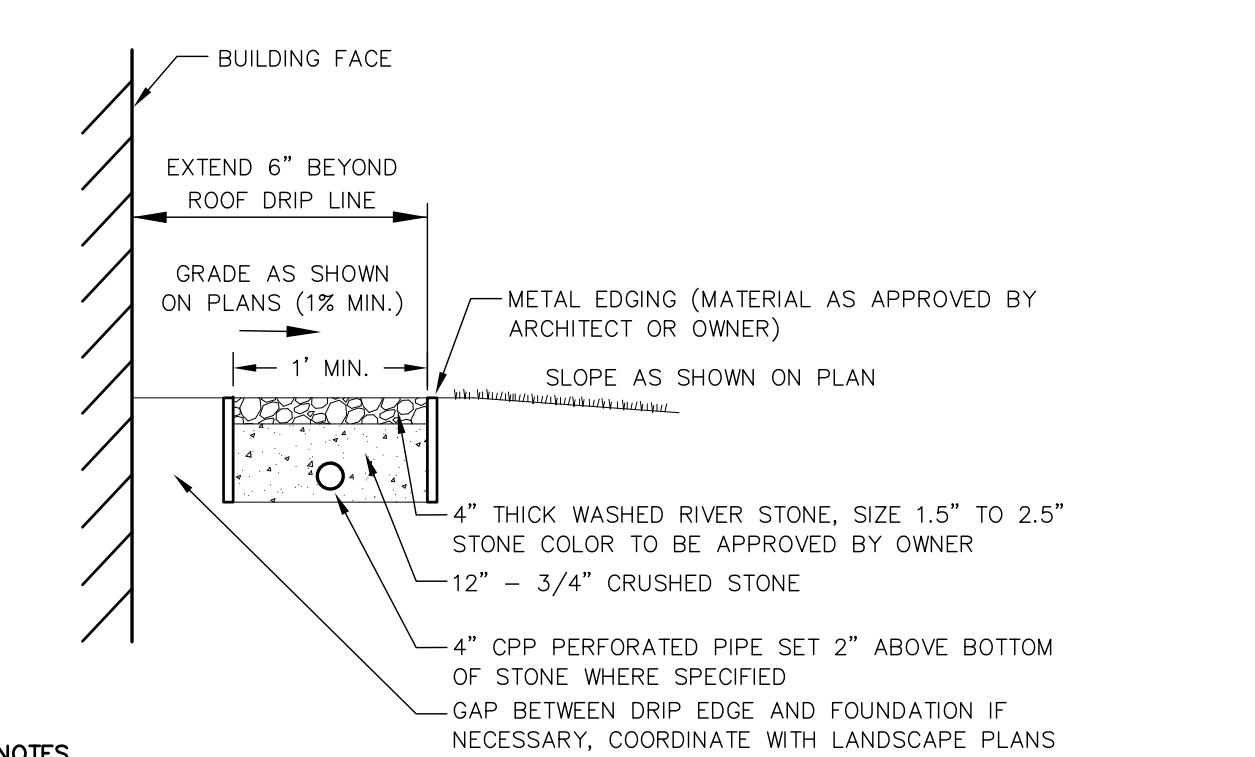 BUILDING FACE
EXTEND 6” BEYOND
ROOF DRIP LINE
GRADE AS SHOWN
ON PLANS (1% MIN.)
METAL EDGING (MATERIAL AS APPROVED BY
ARCHITECT OR OWNER)
1’ MIN.
SLOPE AS SHOWN ON PLAN
4” THICK WASHED RIVER STONE, SIZE 1.5” TO 2.5”
STONE COLOR TO BE APPROVED BY OWNER
12” – 3/4” CRUSHED STONE
4” CPP PERFORATED PIPE SET 2” ABOVE BOTTOM
OF STONE WHERE SPECIFIED
GAP BETWEEN DRIP EDGE AND FOUNDATION IF
NECESSARY, COORDINATE WITH LANDSCAPE PLANS
NOTES